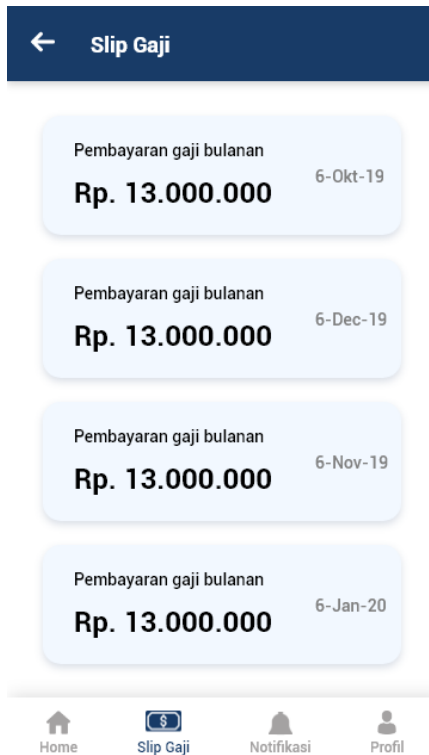 Slip Gaji
Pembayaran gaji bulanan
Rp. 13.000.000
6-Okt-19
Pembayaran gaji bulanan
Rp. 13.000.000
6-Dec-19
Pembayaran gaji bulanan
Rp. 13.000.000
6-Nov-19
Pembayaran gaji bulanan
Rp. 13.000.000
6-Jan-20
Home
Slip Gaji
Notifikasi
Profil